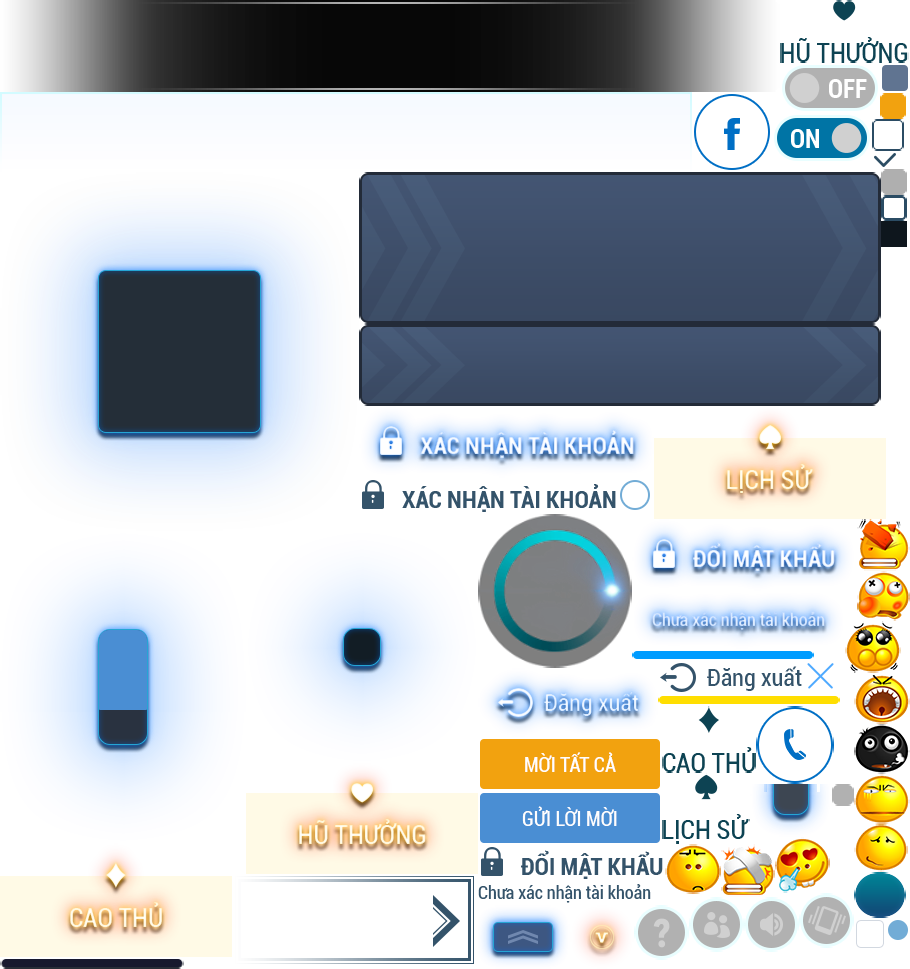 HŨ THƯỞNG
OFF
ON
f
XÁC NHẬN TÀI KHOẢN
LỊCH SỬ
XÁC NHẬN TÀI KHOẢN
ĐỔI MẬT KHẨU
Chưa xác nhận tài khoản
Đăng xuất
Đăng xuất
MỜI TẤT CẢ
CAO THỦ
GỬI LỜI MỜI
LỊCH SỬ
HŨ THƯỞNG
ĐỔI MẬT KHẨU
Chưa xác nhận tài khoản
CAO THỦ
V
?